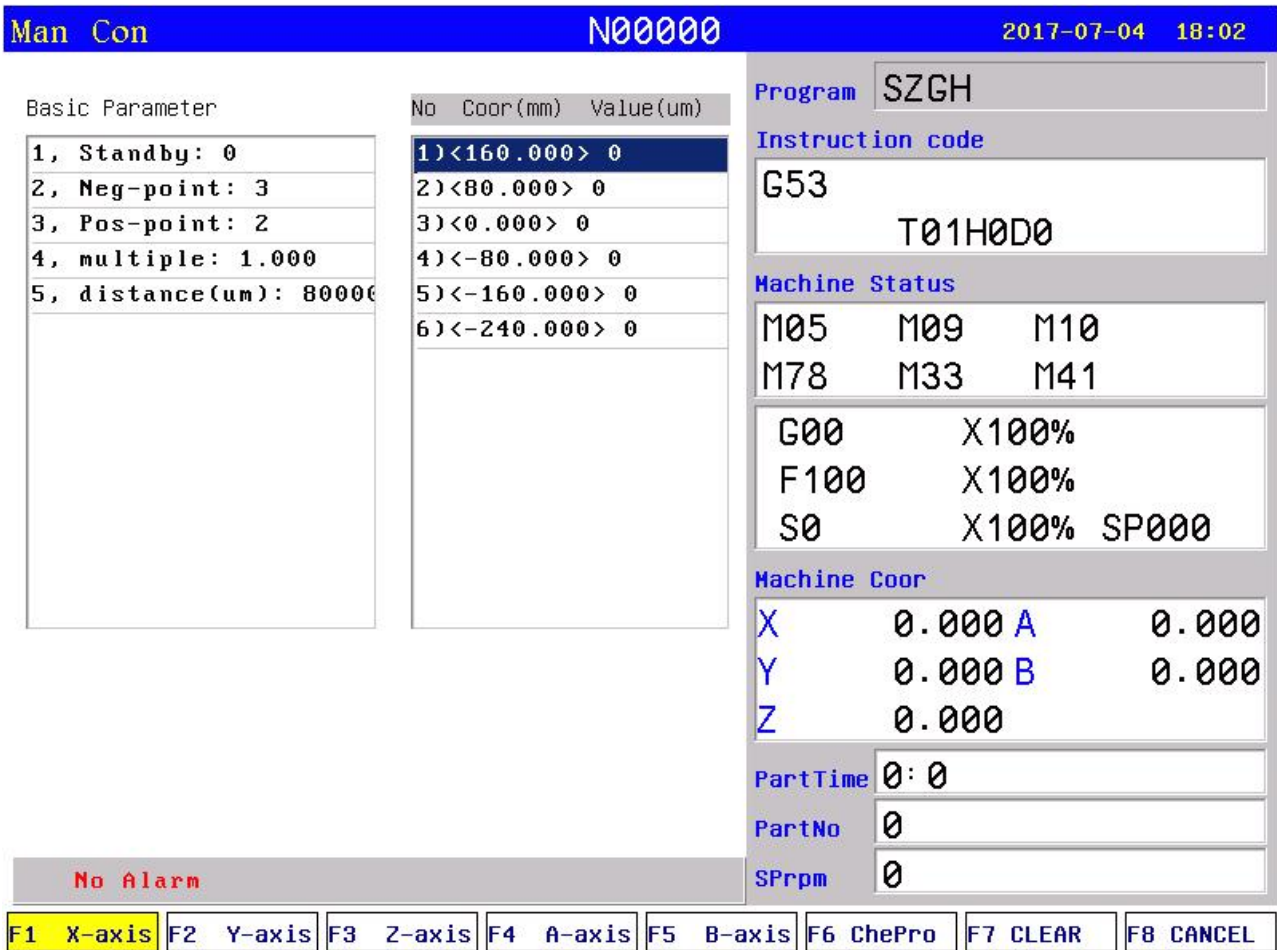 Man Con N00000 2017-07-04 18:02
Basic Parameter
1, Standby: 0
2, Neg-point: 3
3, Pos-point: 2
4, multiple: 1.000
5, distance(um): 80000
No Coor(mm) Value(um)
1)<160.000> 0
2)<80.000> 0
3)<0.000> 0
4)<-80.000> 0
5)<-160.000> 0
6)<-240.000> 0
Program SZGH
Instruction code
G53
T01H0D0
Machine Status
M05 M09 M10
M78 M33 M41
G00 X100%
F100 X100%
S0 X100% SP000
Machine Coor
X 0.000 A 0.000
Y 0.000 B 0.000
Z 0.000
PartTime 0: 0
PartNo 0
SPrpm 0
No Alarm
F1 X-axis F2 Y-axis F3 Z-axis F4 A-axis F5 B-axis F6 ChePro F7 CLEAR F8 CANCEL